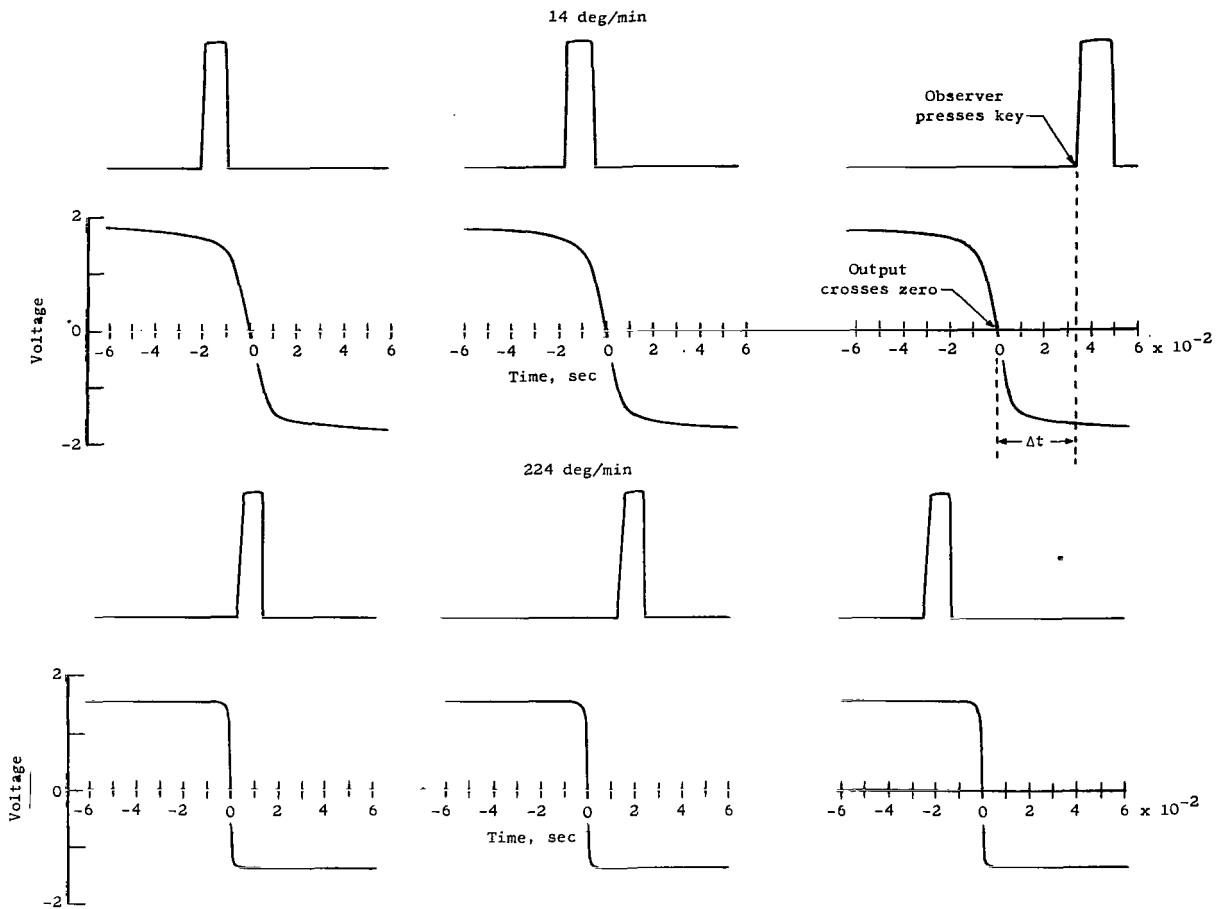 14 deg/min
Observer
presses key
2
Output
crosses zero
Voltage
0
-6 -4 -2 0 2 4 6 -6 -4 -2 0 2 4 6 -6 -4 -2 0 2 4 6 x 10-2
Time, sec
-2
Δt
224 deg/min
2
Voltage
0
-6 -4 -2 0 2 4 6 -6 -4 -2 0 2 4 6 -6 -4 -2 0 2 4 6 x 10-2
Time, sec
-2